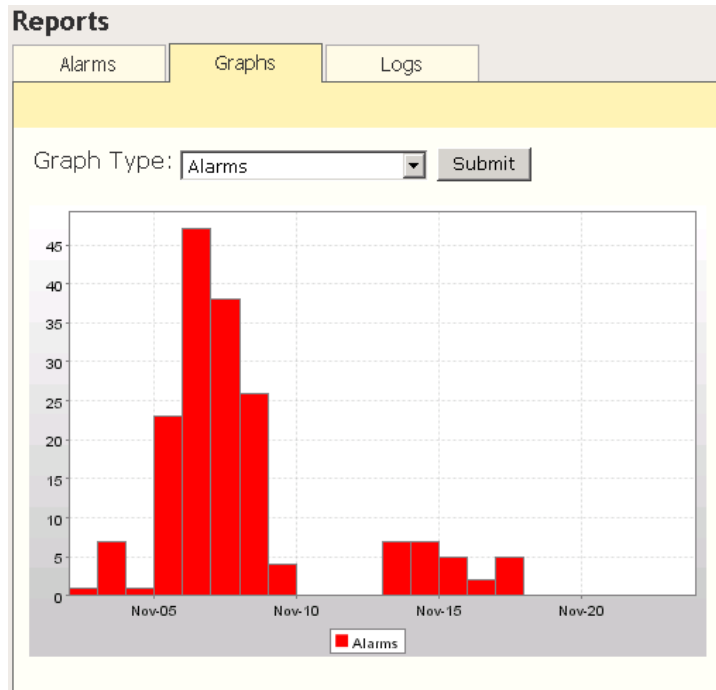 Reports
Alarms Graphs Logs
Graph Type: Alarms Submit
45
40
35
30
25
20
15
10
5
0
Nov-05 Nov-10 Nov-15 Nov-20
Alarms